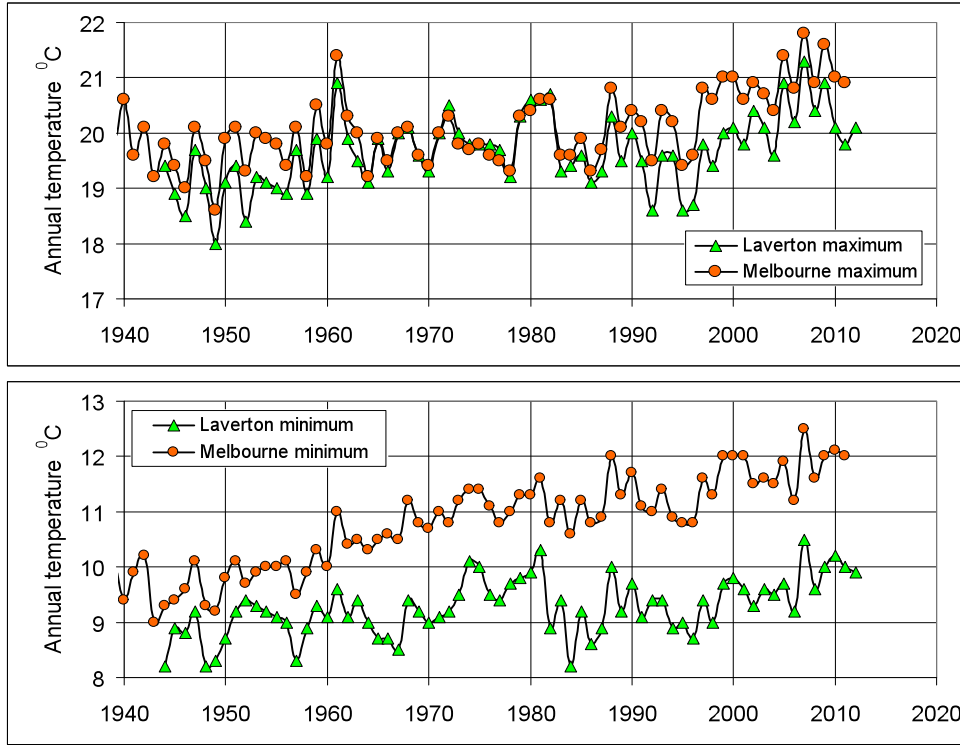 Annual temperature ⁰C
22
21
20
19
18
17
Laverton maximum
Melbourne maximum
1940 1950 1960 1970 1980 1990 2000 2010 2020
Annual temperature ⁰C
13
12
11
10
9
8
Laverton minimum
Melbourne minimum
1940 1950 1960 1970 1980 1990 2000 2010 2020